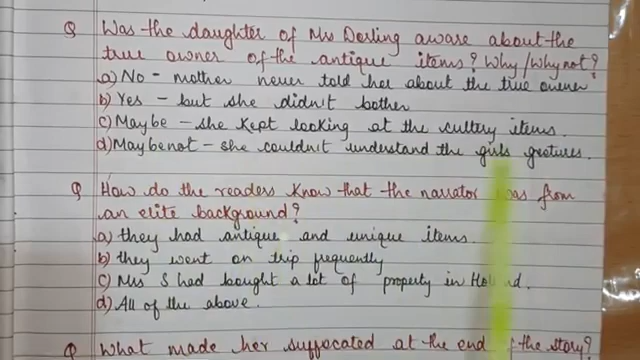 Q Was the daughter of Mrs Dorling aware about the
true owner of the antique items? Why/Why not?
a) No - mother never told her about the true owner
b) Yes - but she didn't bother
c) Maybe - she kept looking at the cutlery items.
d) Maybe not - she couldn't understand the girls gestures.
Q How do the readers know that the narrator was from
an elite background?
a) they had antique and unique items.
b) they went on trip frequently
c) Mrs S had bought a lot of property in Holland.
d) All of the above.
Q What made her suffocated at the end of the story?